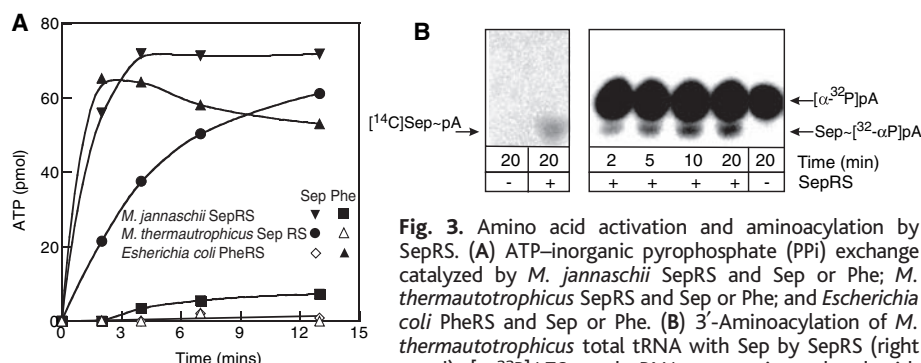 A
80
60
40
20
0
ATP (pmol)
0 3 6 9 12 15
Time (mins)
Sep Phe
M. jannaschii SepRS
M. thermautotrophicus Sep RS
Esherichia coli PheRS
B
[14C]Sep~pA
[α-32P]pA
Sep~[32-αP]pA
20 20
- +
2 5 10 20 20 Time (min)
+ + + + - SepRS
Fig. 3. Amino acid activation and aminoacylation by
SepRS. (A) ATP–inorganic pyrophosphate (PPi) exchange
catalyzed by M. jannaschii SepRS and Sep or Phe; M.
thermautotrophicus SepRS and Sep or Phe; and Escherichia
coli PheRS and Sep or Phe. (B) 3′-Aminoacylation of M.
thermautotrophicus total tRNA with Sep by SepRS (right